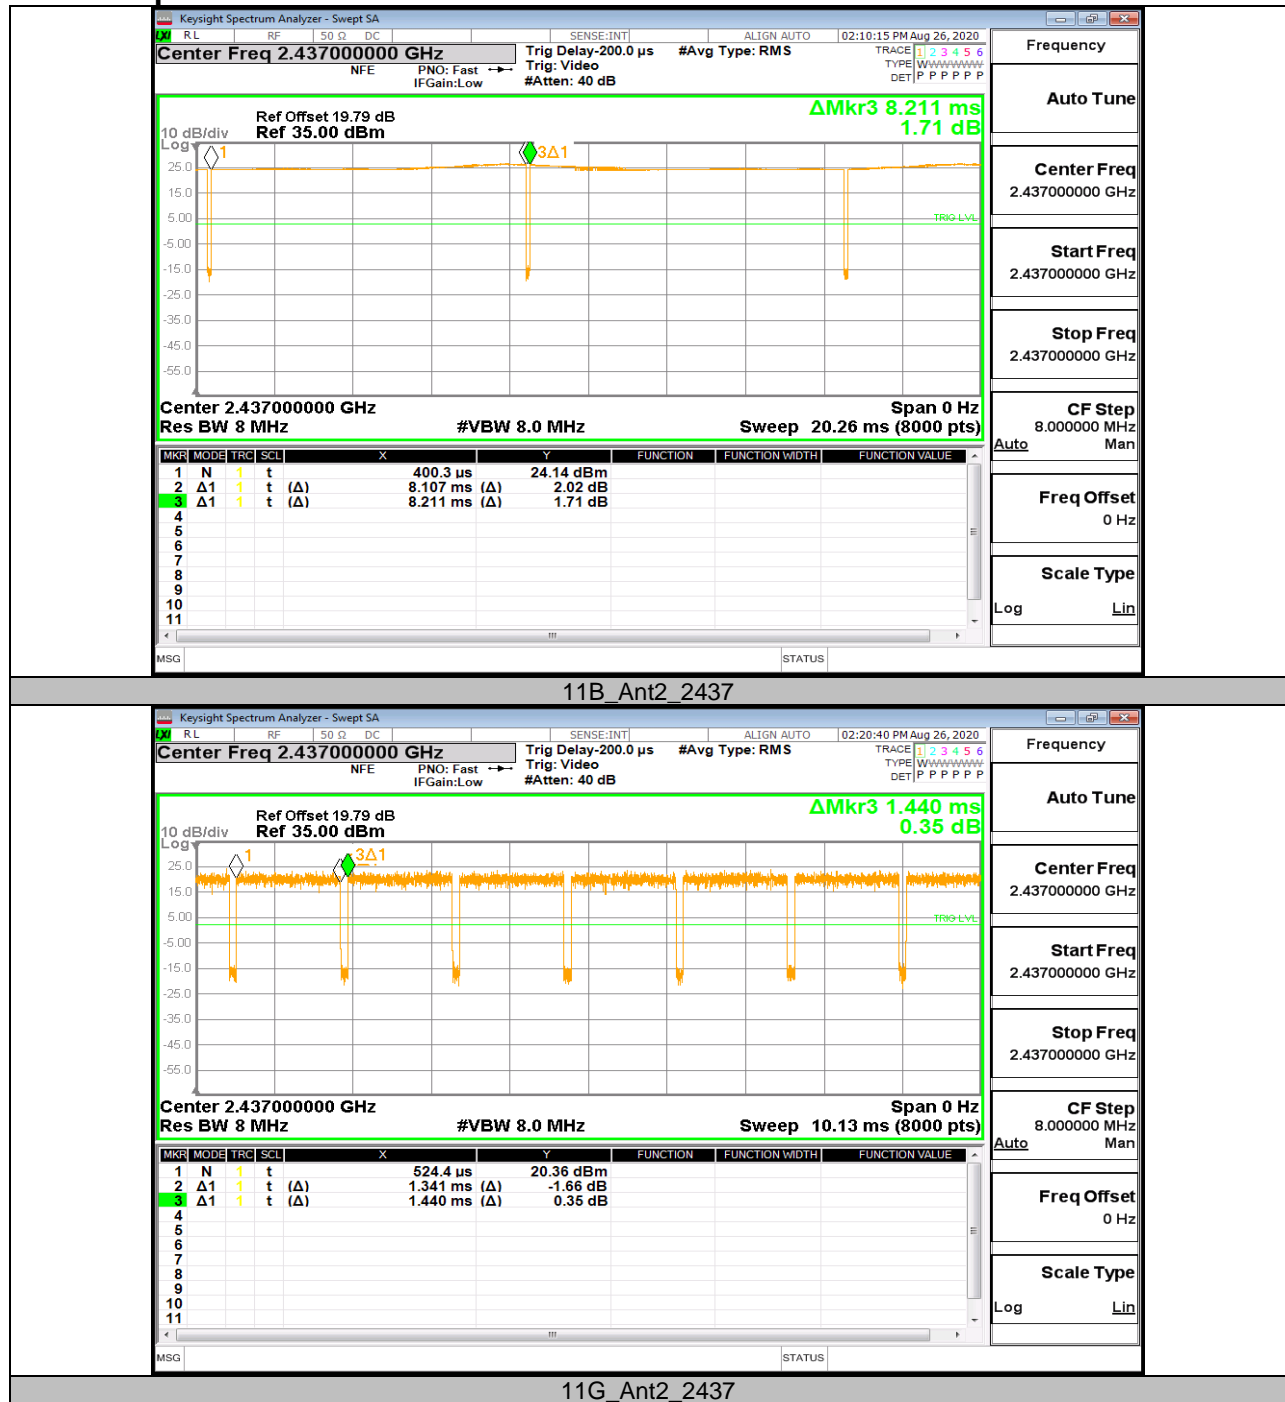 Keysight Spectrum Analyzer - Swept SA
LXI RL RF 50 Ω DC SENSE:INT ALIGN AUTO 02:10:15 PM Aug 26, 2020
Center Freq 2.437000000 GHz
NFE PNO: Fast IFGain:Low
Trig Delay-200.0 µs #Avg Type: RMS
Trig: Video
#Atten: 40 dB
TRACE 1 2 3 4 5 6
TYPE WWWWWW
DET P P P P P P
Frequency
Auto Tune
Center Freq
2.437000000 GHz
Start Freq
2.437000000 GHz
Stop Freq
2.437000000 GHz
CF Step
8.000000 MHz
Auto Man
Freq Offset
0 Hz
Scale Type
Log Lin
Ref Offset 19.79 dB
10 dB/div Ref 35.00 dBm
ΔMkr3 8.211 ms
1.71 dB
Log
1
3Δ1
25.0
15.0
5.00
TRIG LVL
-5.00
-15.0
-25.0
-35.0
-45.0
-55.0
Center 2.437000000 GHz Span 0 Hz
Res BW 8 MHz #VBW 8.0 MHz Sweep 20.26 ms (8000 pts)
MKR MODE TRC SCL X Y FUNCTION FUNCTION WIDTH FUNCTION VALUE
1 N 1 t 400.3 µs 24.14 dBm
2 Δ1 1 t (Δ) 8.107 ms (Δ) 2.02 dB
3 Δ1 1 t (Δ) 8.211 ms (Δ) 1.71 dB
4
5
6
7
8
9
10
11
MSG STATUS
11B_Ant2_2437
Keysight Spectrum Analyzer - Swept SA
LXI RL RF 50 Ω DC SENSE:INT ALIGN AUTO 02:20:40 PM Aug 26, 2020
Center Freq 2.437000000 GHz
NFE PNO: Fast IFGain:Low
Trig Delay-200.0 µs #Avg Type: RMS
Trig: Video
#Atten: 40 dB
TRACE 1 2 3 4 5 6
TYPE WWWWWW
DET P P P P P P
Frequency
Auto Tune
Center Freq
2.437000000 GHz
Start Freq
2.437000000 GHz
Stop Freq
2.437000000 GHz
CF Step
8.000000 MHz
Auto Man
Freq Offset
0 Hz
Scale Type
Log Lin
Ref Offset 19.79 dB
10 dB/div Ref 35.00 dBm
ΔMkr3 1.440 ms
0.35 dB
Log
1
3Δ1
25.0
15.0
5.00
TRIG LVL
-5.00
-15.0
-25.0
-35.0
-45.0
-55.0
Center 2.437000000 GHz Span 0 Hz
Res BW 8 MHz #VBW 8.0 MHz Sweep 10.13 ms (8000 pts)
MKR MODE TRC SCL X Y FUNCTION FUNCTION WIDTH FUNCTION VALUE
1 N 1 t 524.4 µs 20.36 dBm
2 Δ1 1 t (Δ) 1.341 ms (Δ) -1.66 dB
3 Δ1 1 t (Δ) 1.440 ms (Δ) 0.35 dB
4
5
6
7
8
9
10
11
MSG STATUS
11G_Ant2_2437